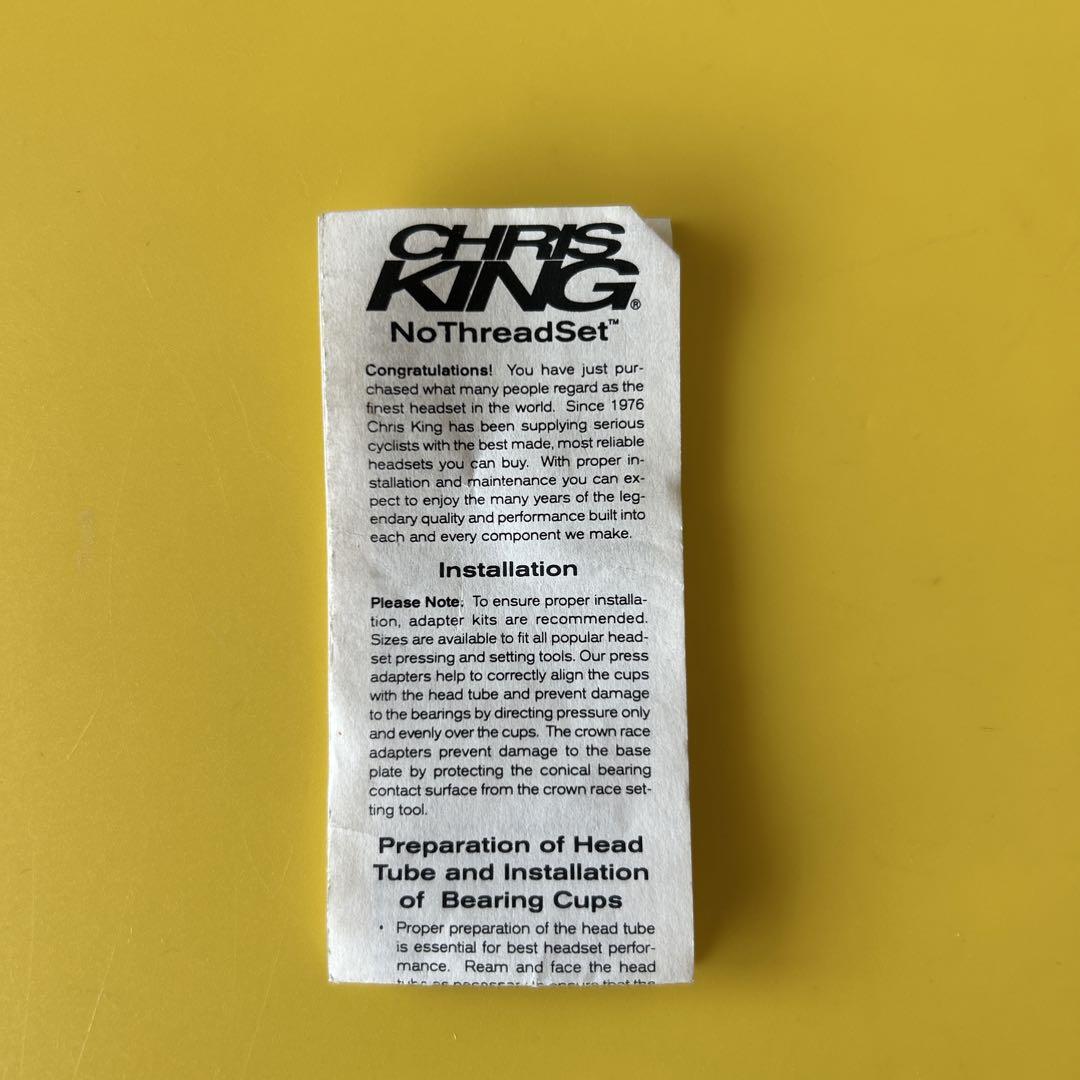 CHRIS
KING®
NoThreadSet™
Congratulations! You have just pur-
chased what many people regard as the
finest headset in the world. Since 1976
Chris King has been supplying serious
cyclists with the best made, most reliable
headsets you can buy. With proper in-
stallation and maintenance you can ex-
pect to enjoy the many years of the leg-
endary quality and performance built into
each and every component we make.
Installation
Please Note: To ensure proper installa-
tion, adapter kits are recommended.
Sizes are available to fit all popular head-
set pressing and setting tools. Our press
adapters help to correctly align the cups
with the head tube and prevent damage
to the bearings by directing pressure only
and evenly over the cups. The crown race
adapters prevent damage to the base
plate by protecting the conical bearing
contact surface from the crown race set-
ting tool.
Preparation of Head
Tube and Installation
of Bearing Cups
• Proper preparation of the head tube
is essential for best headset perfor-
mance. Ream and face the head
tube as necessary to ensure that the